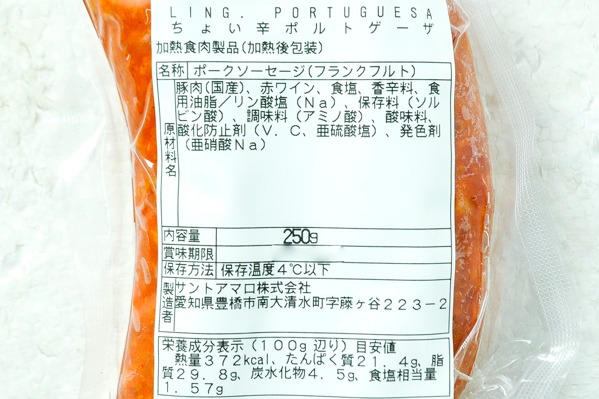 LING. PORTUGUESA
ちょい辛ポルトゲーザ
加熱食肉製品(加熱後包装)
名称 ポークソーセージ(フランクフルト)
原材料名
豚肉(国産)、赤ワイン、食塩、香辛料、食
用油脂/リン酸塩(Na)、保存料(ソル
ビン酸)、調味料(アミノ酸)、酸味料、
酸化防止剤(V.C、亜硫酸塩)、発色剤
(亜硝酸Na)
内容量 250g
賞味期限
保存方法 保存温度4℃以下
製造者
サントアマロ株式会社
愛知県豊橋市南大清水町字藤ヶ谷223-2
栄養成分表示(100g辺り)目安値
熱量372kcal、たんぱく質21.4g、脂
質29.8g、炭水化物4.5g、食塩相当量
1.57g